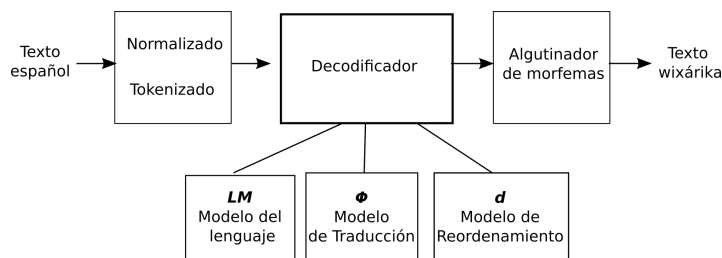 Texto
español
Normalizado
Tokenizado
Decodificador
Algutinador
de morfemas
Texto
wixárika
LM
Modelo del
lenguaje
Φ
Modelo
de Traducción
d
Modelo de
Reordenamiento